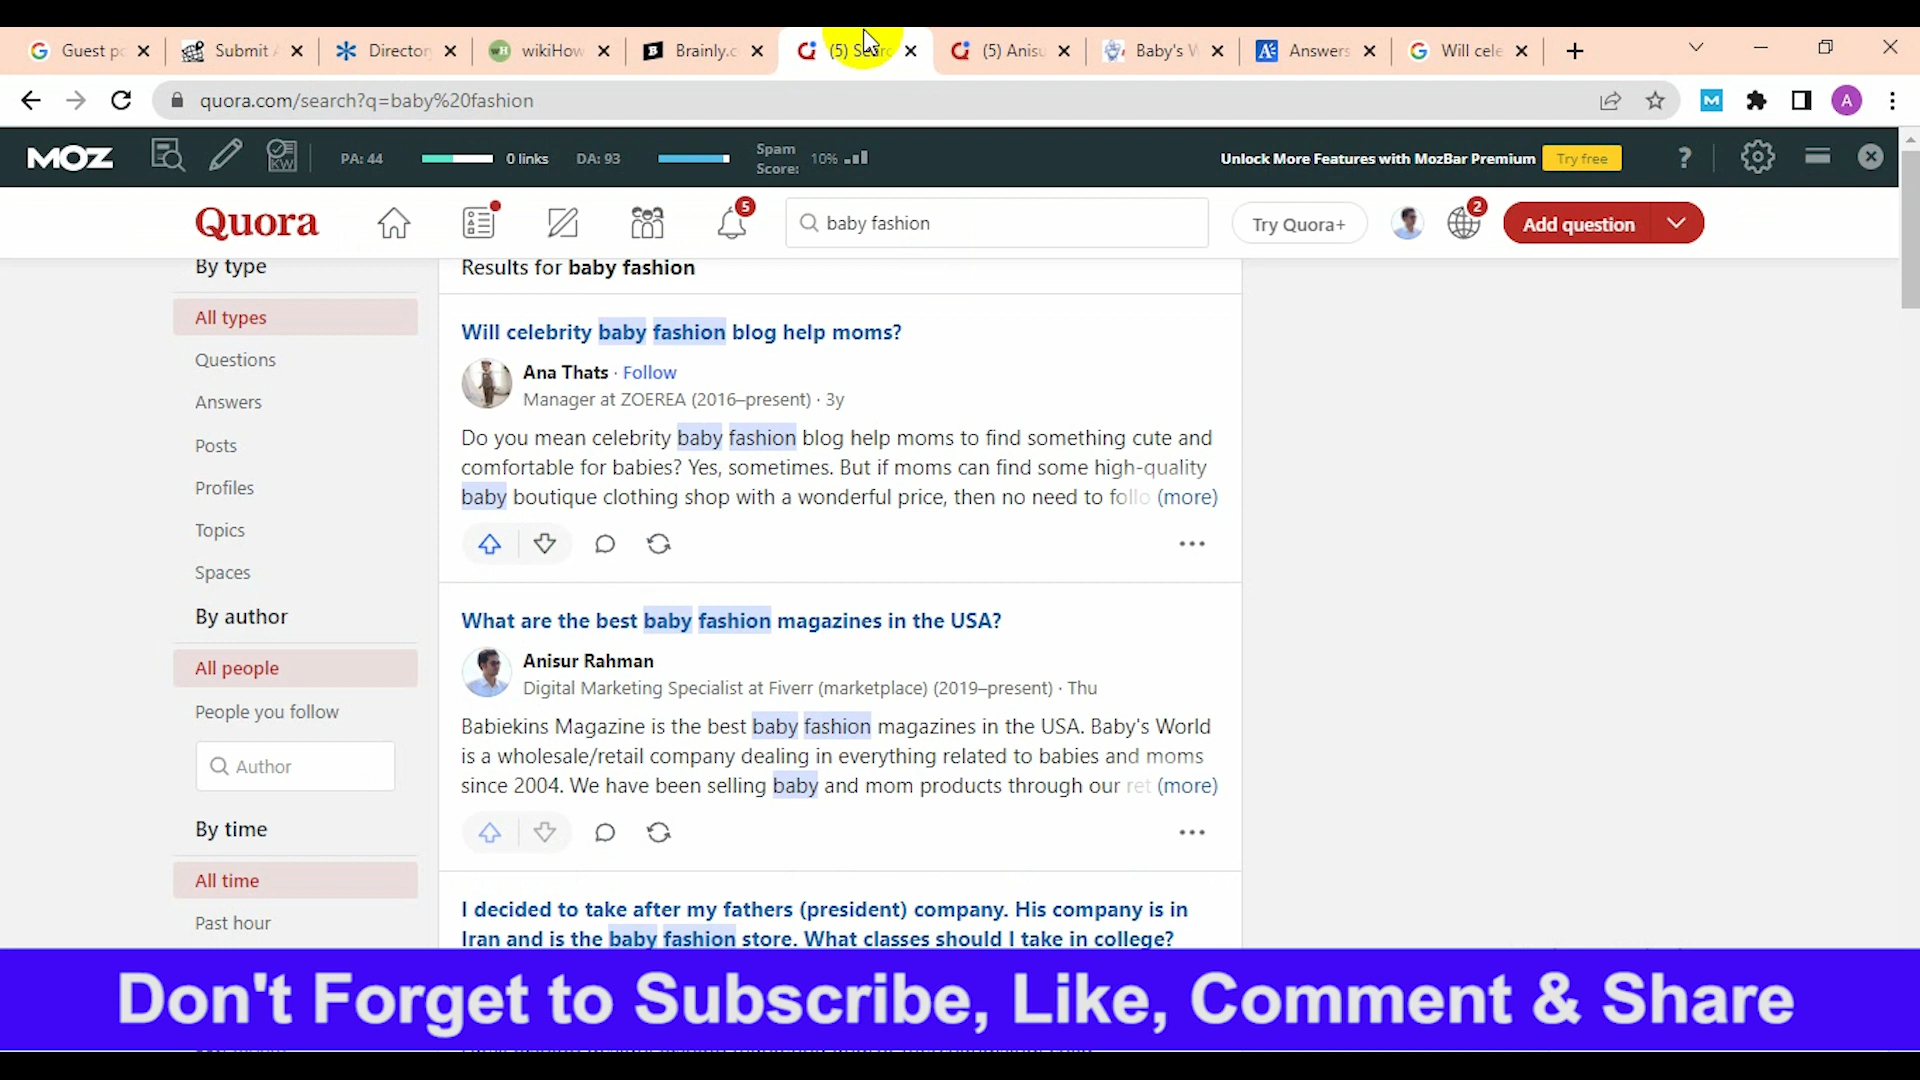 Guest po
Submit A
Director
wikiHow
Brainly.c
(5) Searc
(5) Anisu
Baby's W
Answers
Will cele
quora.com/search?q=baby%20fashion
MOZ
PA: 44
0 links
DA: 93
Spam Score:
10%
Unlock More Features with MozBar Premium
Try free
Quora
5
baby fashion
Try Quora+
2
Add question
By type
All types
Questions
Answers
Posts
Profiles
Topics
Spaces
By author
All people
People you follow
Author
By time
All time
Past hour
Results for baby fashion
Will celebrity baby fashion blog help moms?
Ana Thats · Follow
Manager at ZOEREA (2016–present) · 3y
Do you mean celebrity baby fashion blog help moms to find something cute and
comfortable for babies? Yes, sometimes. But if moms can find some high-quality
baby boutique clothing shop with a wonderful price, then no need to follo (more)
What are the best baby fashion magazines in the USA?
Anisur Rahman
Digital Marketing Specialist at Fiverr (marketplace) (2019–present) · Thu
Babiekins Magazine is the best baby fashion magazines in the USA. Baby's World
is a wholesale/retail company dealing in everything related to babies and moms
since 2004. We have been selling baby and mom products through our ret (more)
I decided to take after my fathers (president) company. His company is in
Iran and is the baby fashion store. What classes should I take in college?
Don't Forget to Subscribe, Like, Comment & Share